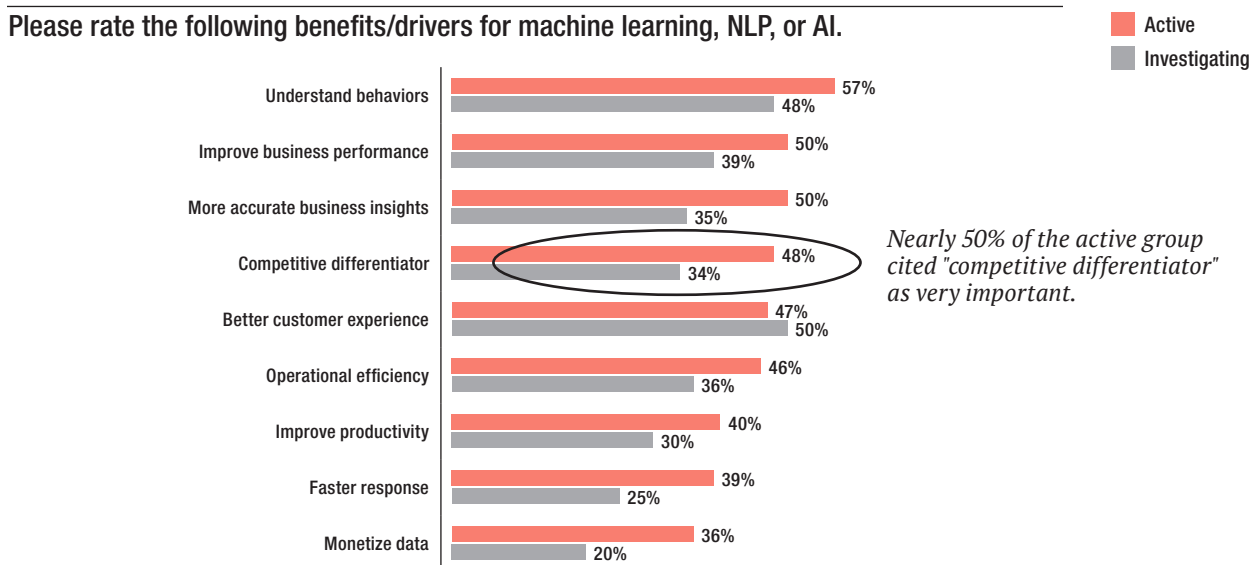 Please rate the following benefits/drivers for machine learning, NLP, or AI.
Active
Investigating
Understand behaviors
57%
48%
Improve business performance
50%
39%
More accurate business insights
50%
35%
Competitive differentiator
48%
34%
Nearly 50% of the active group
cited "competitive differentiator"
as very important.
Better customer experience
47%
50%
Operational efficiency
46%
36%
Improve productivity
40%
30%
Faster response
39%
25%
Monetize data
36%
20%